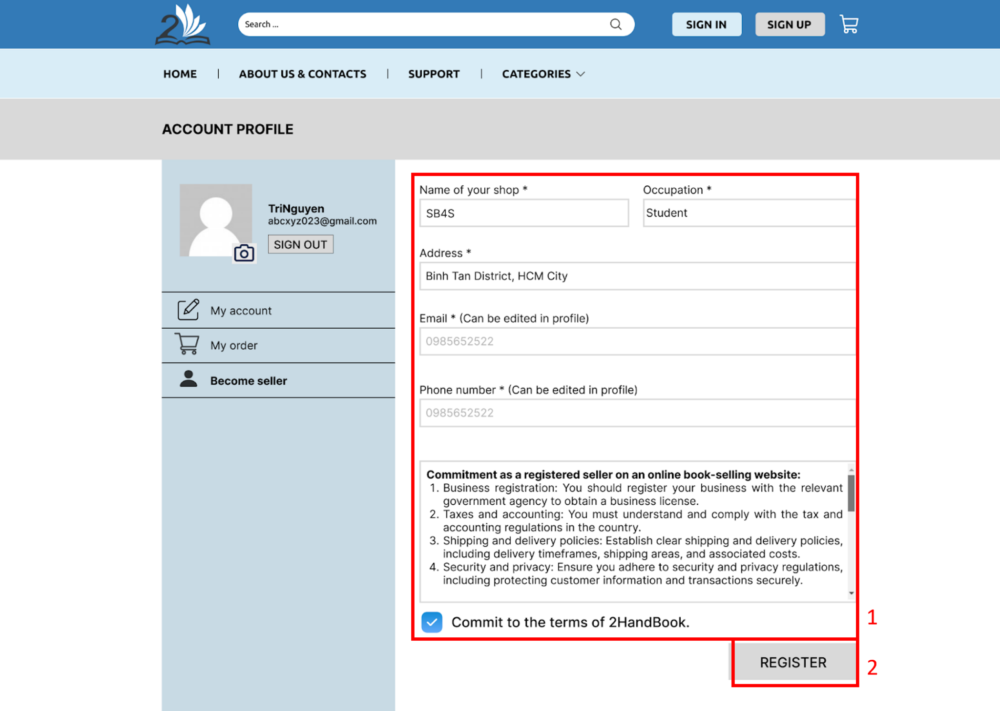 2
Search ...
SIGN IN
SIGN UP
HOME | ABOUT US & CONTACTS | SUPPORT | CATEGORIES
ACCOUNT PROFILE
TriNguyen
abcxyz023@gmail.com
SIGN OUT
My account
My order
Become seller
Name of your shop *
SB4S
Occupation *
Student
Address *
Binh Tan District, HCM City
Email * (Can be edited in profile)
0985652522
Phone number * (Can be edited in profile)
0985652522
Commitment as a registered seller on an online book-selling website:
1. Business registration: You should register your business with the relevant
government agency to obtain a business license.
2. Taxes and accounting: You must understand and comply with the tax and
accounting regulations in the country.
3. Shipping and delivery policies: Establish clear shipping and delivery policies,
including delivery timeframes, shipping areas, and associated costs.
4. Security and privacy: Ensure you adhere to security and privacy regulations,
including protecting customer information and transactions securely.
Commit to the terms of 2HandBook.
1
REGISTER
2